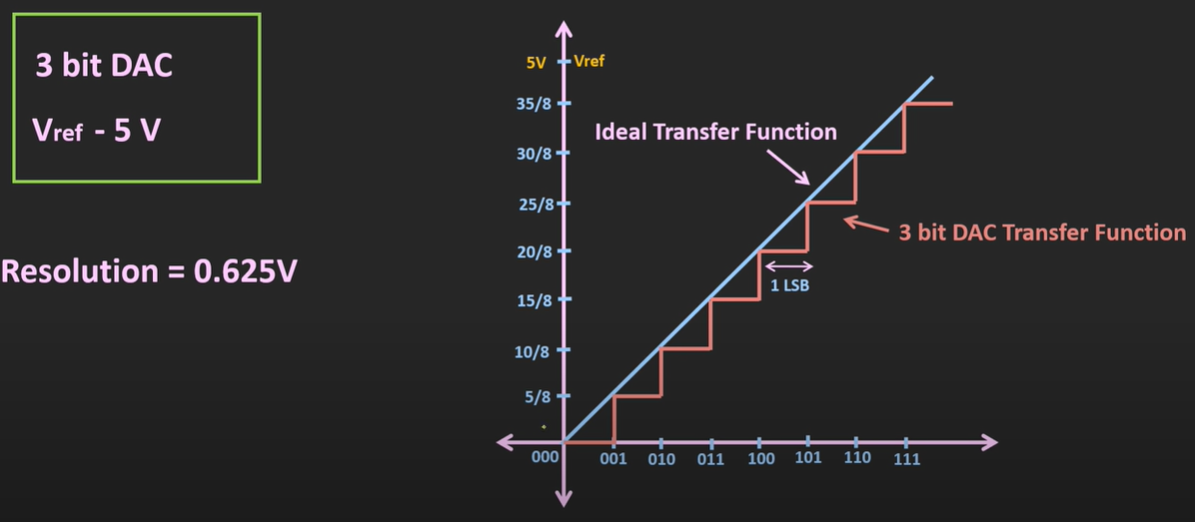 3 bit DAC
Vref - 5 V
Resolution = 0.625V
5V Vref
35/8
Ideal Transfer Function
30/8
25/8
3 bit DAC Transfer Function
20/8
1 LSB
15/8
10/8
5/8
000 001 010 011 100 101 110 111